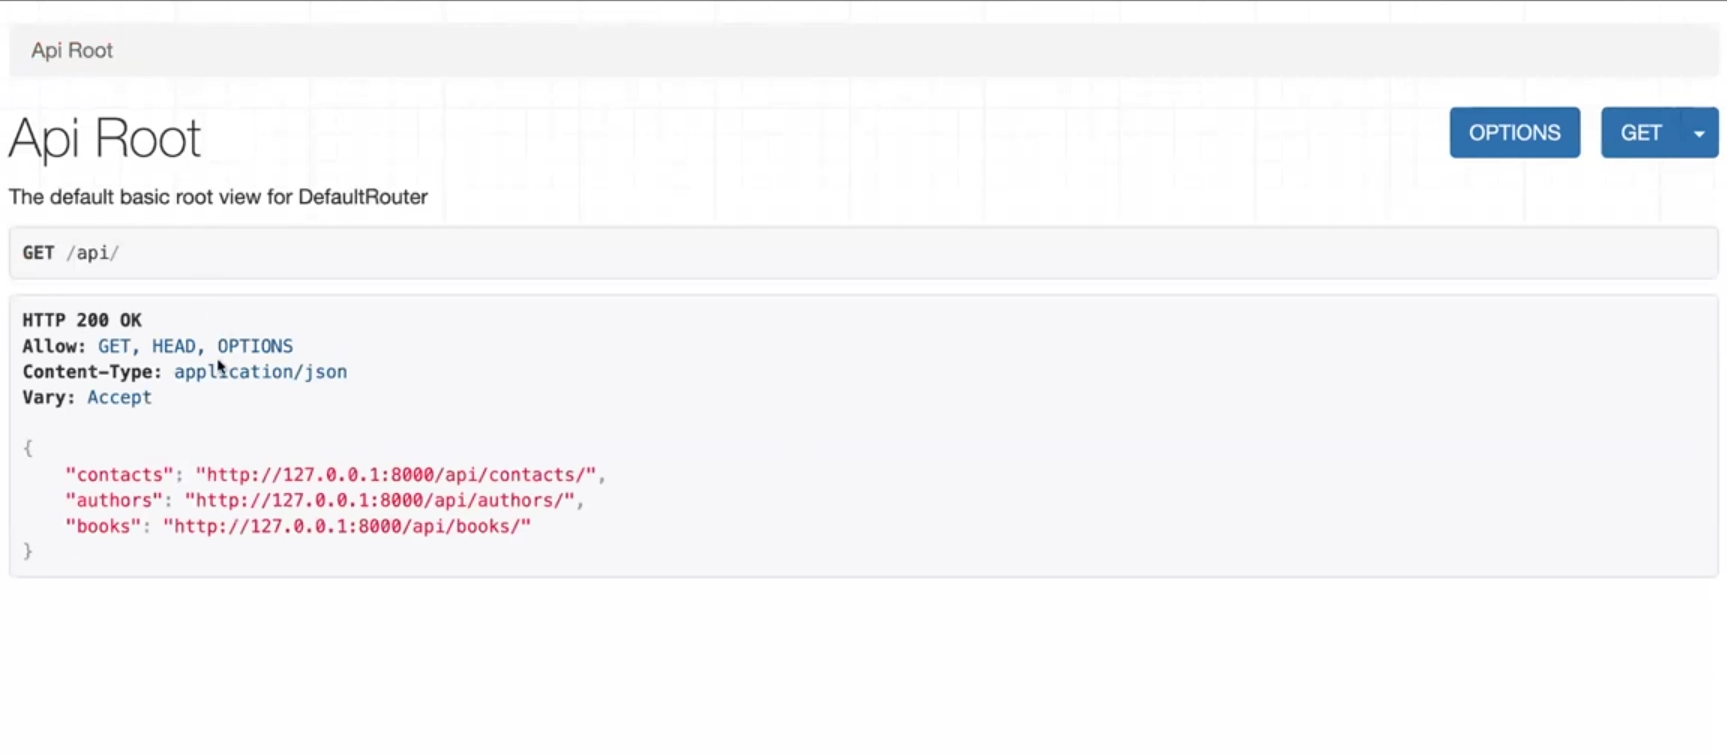 Api Root
Api Root
OPTIONS
GET
The default basic root view for DefaultRouter
GET /api/
HTTP 200 OK
Allow: GET, HEAD, OPTIONS
Content-Type: application/json
Vary: Accept
{
    "contacts": "http://127.0.0.1:8000/api/contacts/",
    "authors": "http://127.0.0.1:8000/api/authors/",
    "books": "http://127.0.0.1:8000/api/books/"
}